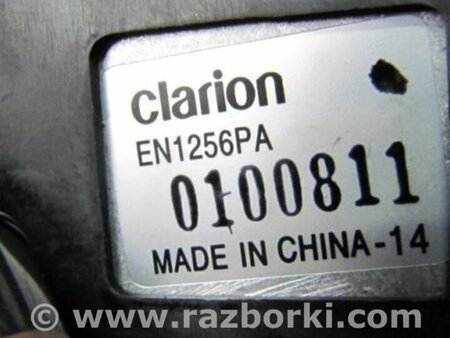 clarion
EN1256PA
0100811
MADE IN CHINA-14
© www.razborki.com